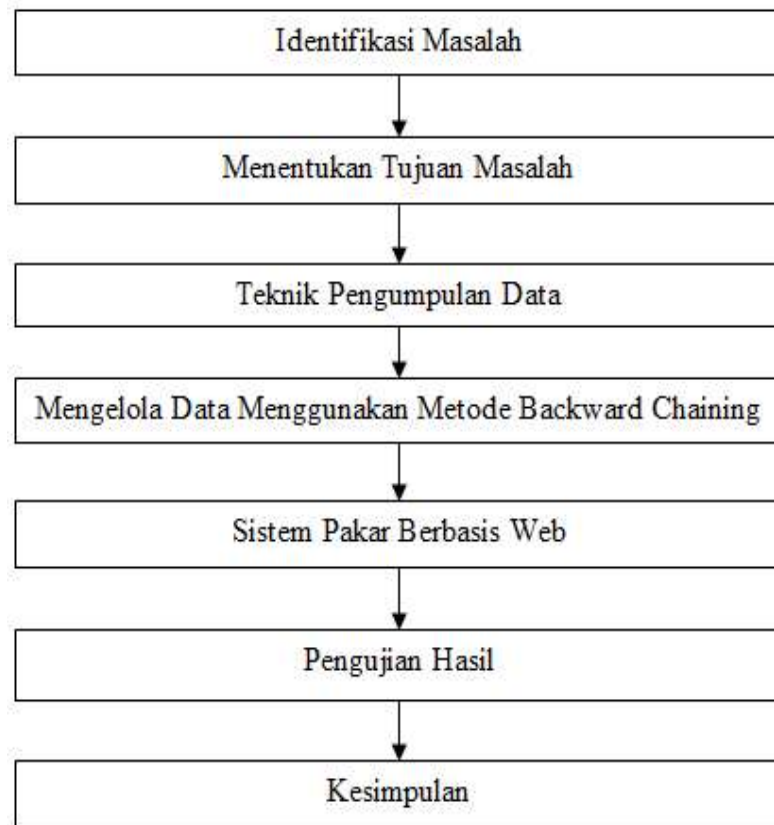 Identifikasi Masalah
Menentukan Tujuan Masalah
Teknik Pengumpulan Data
Mengelola Data Menggunakan Metode Backward Chaining
Sistem Pakar Berbasis Web
Pengujian Hasil
Kesimpulan